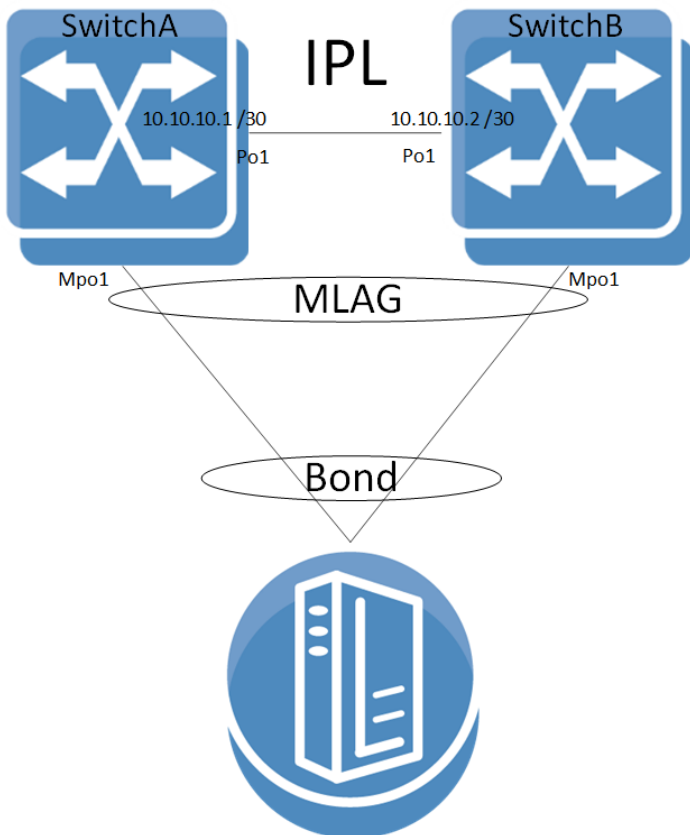 SwitchA
SwitchB
IPL
10.10.10.1 /30
10.10.10.2 /30
Po1
Po1
Mpo1
Mpo1
MLAG
Bond